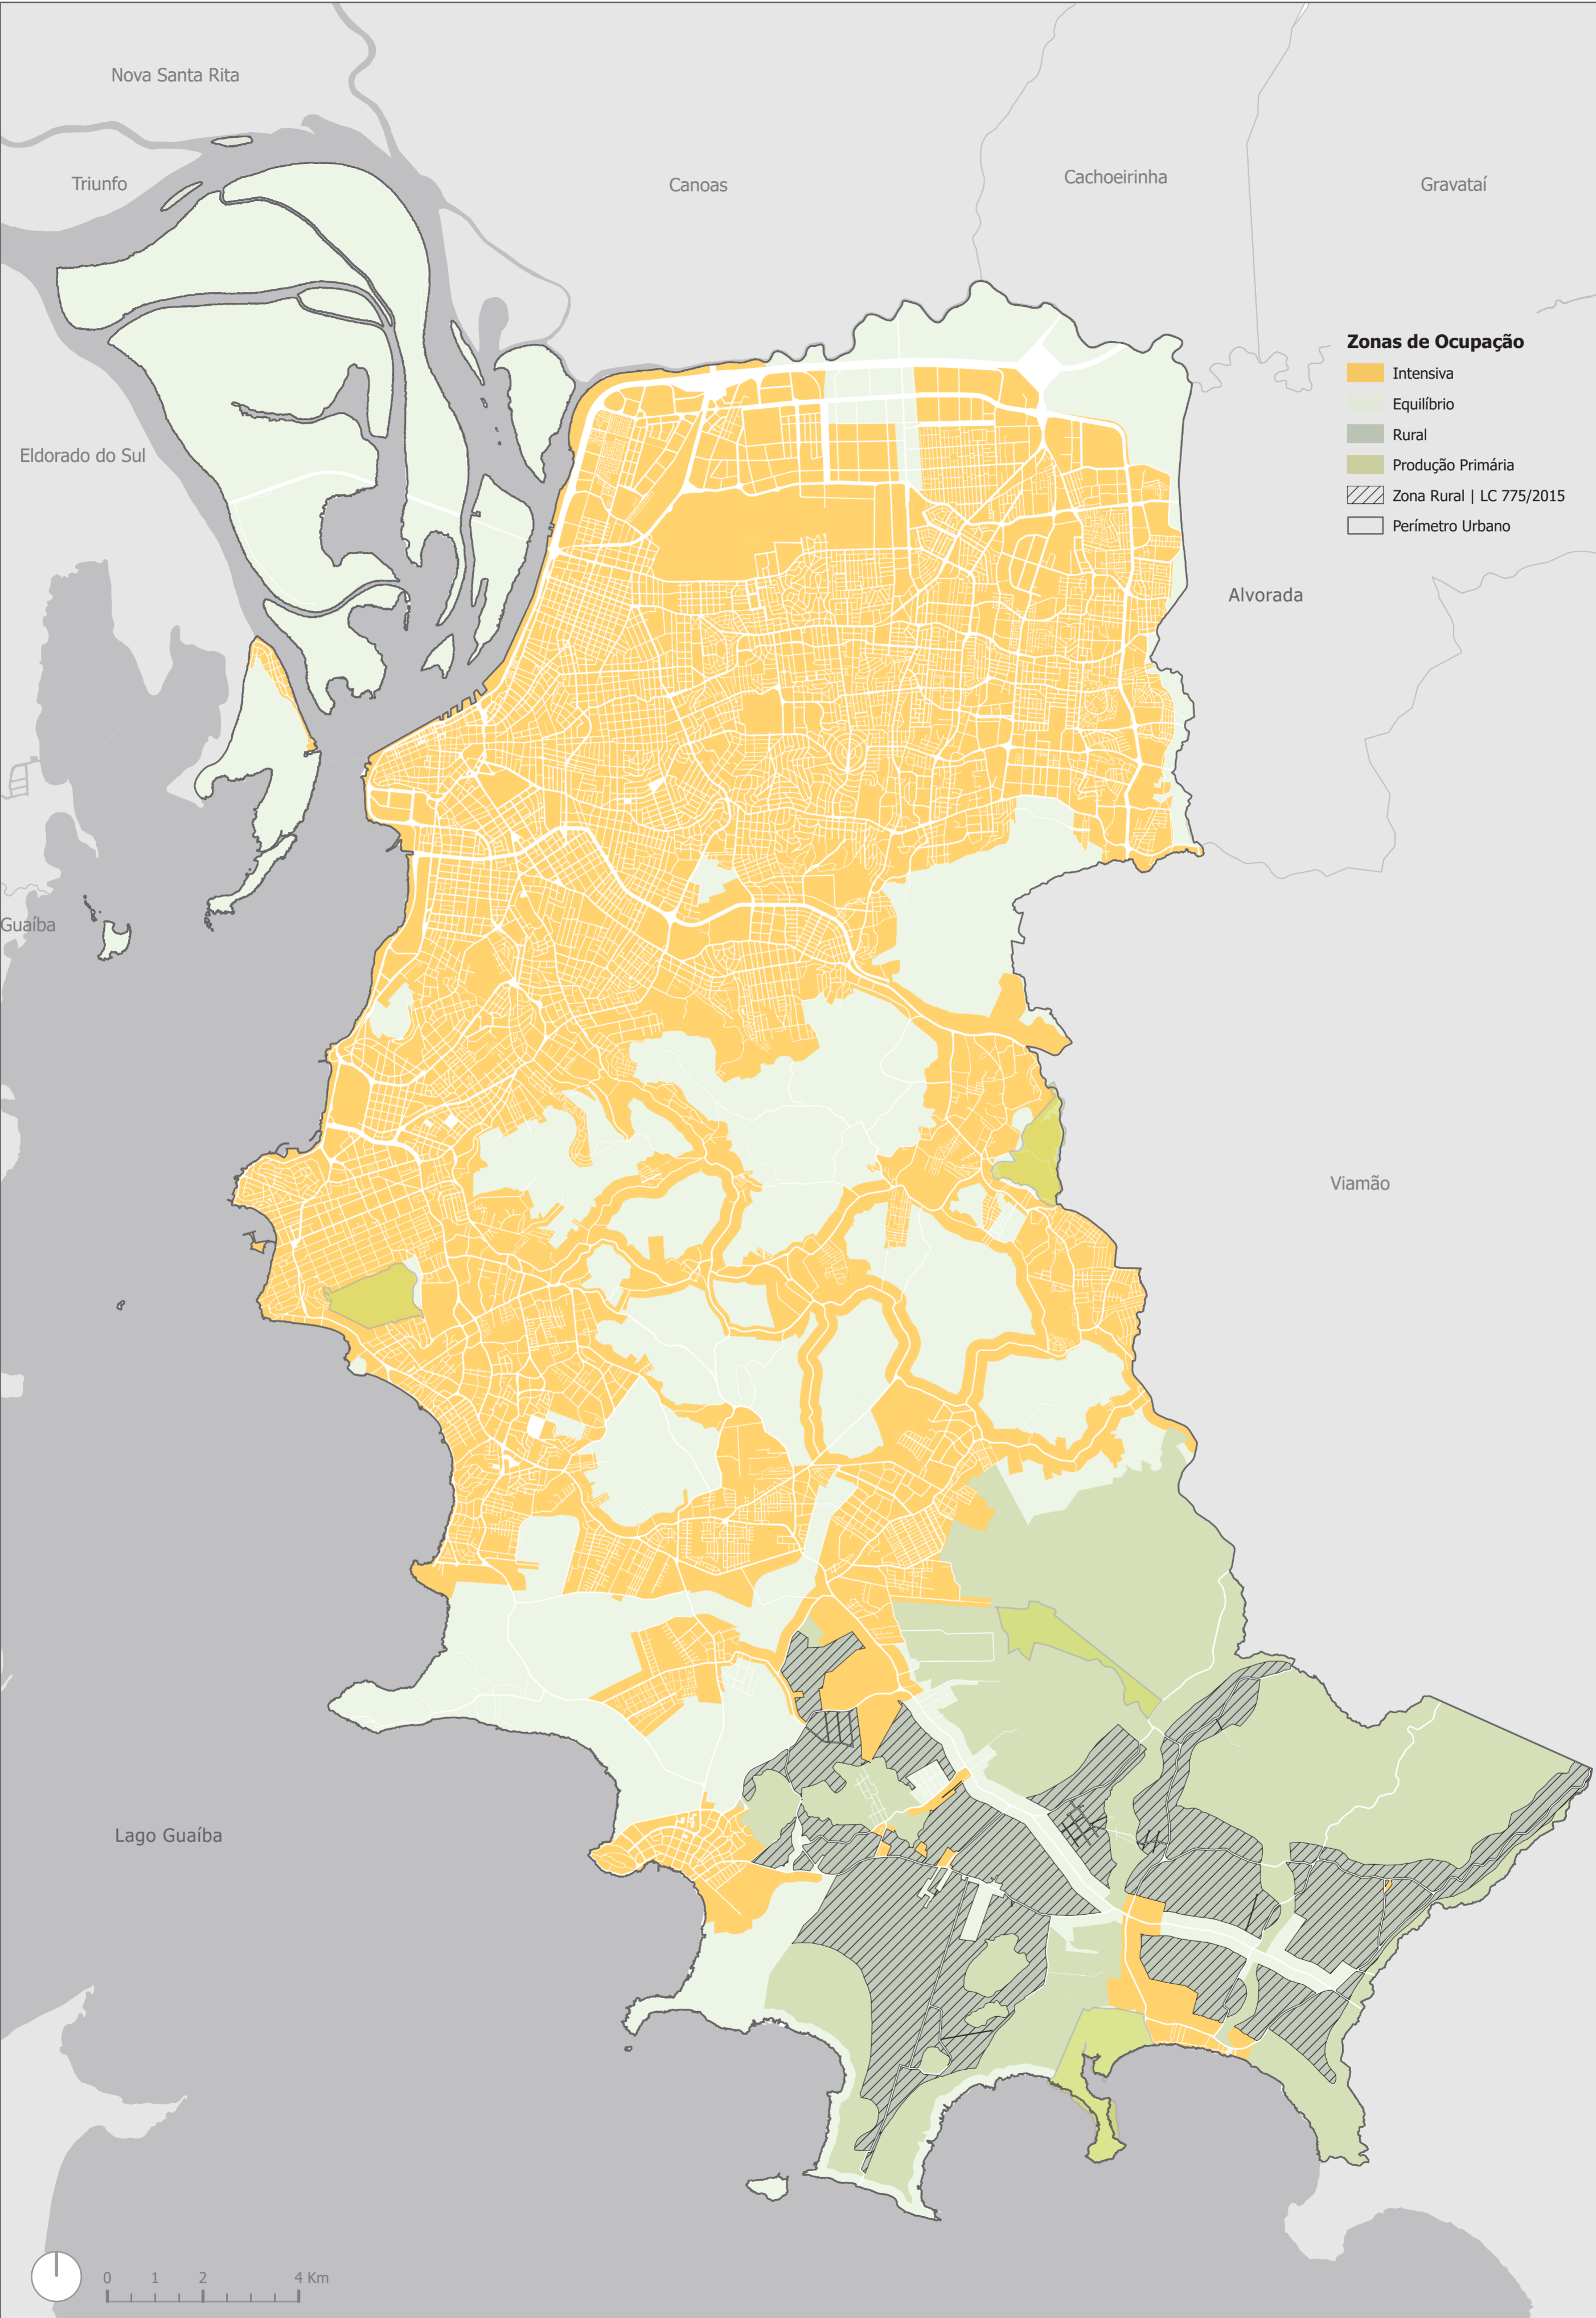 Nova Santa Rita
Triunfo
Canoas
Cachoeirinha
Gravataí
Zonas de Ocupação
Intensiva
Equilíbrio
Rural
Produção Primária
Zona Rural | LC 775/2015
Perímetro Urbano
Eldorado do Sul
Alvorada
Guaíba
Viamão
Lago Guaíba
0 1 2 4 Km